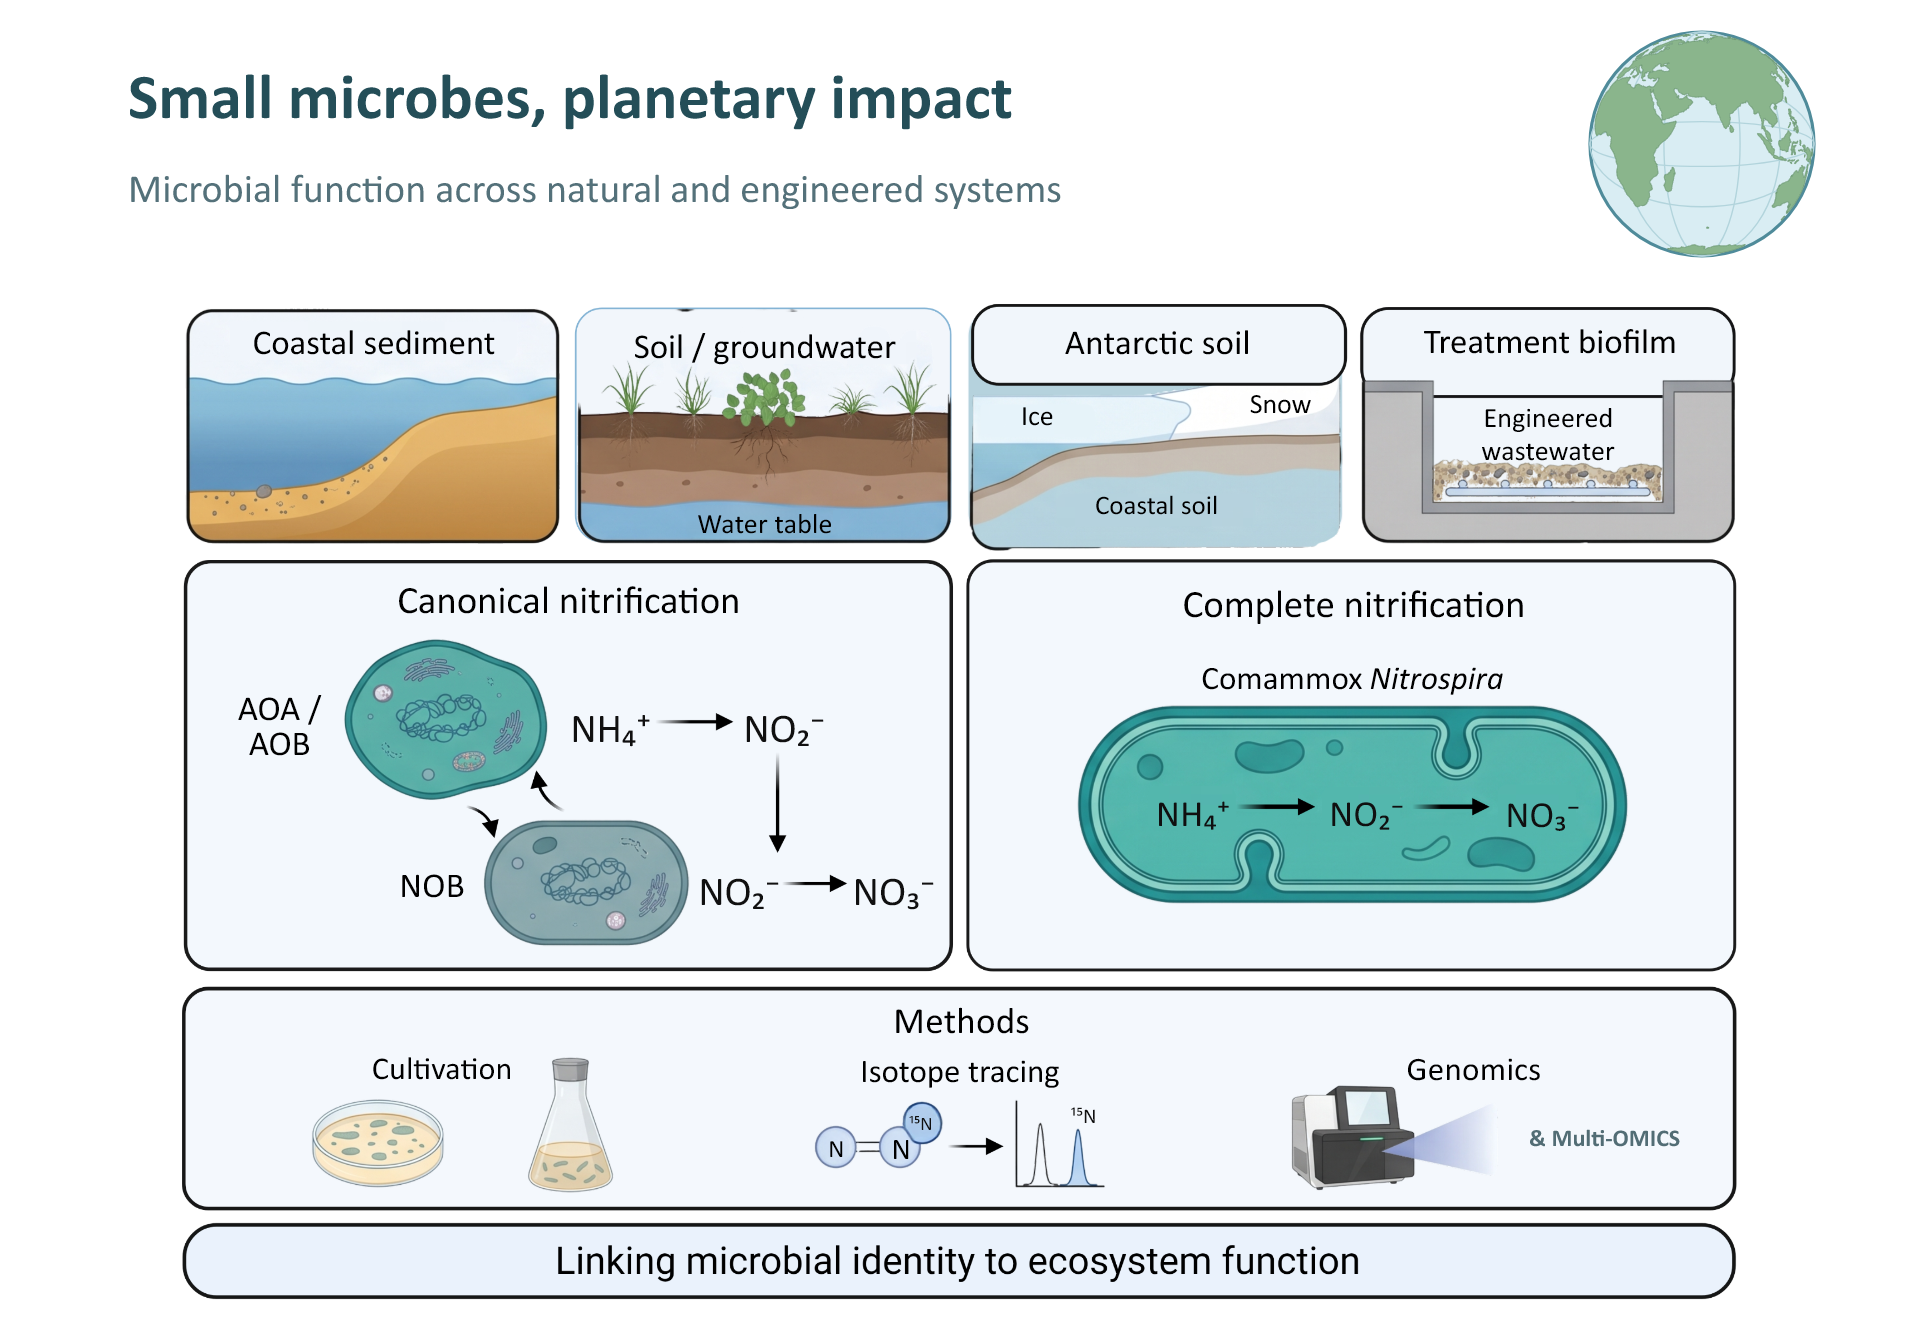 Small microbes, planetary impact
Microbial function across natural and engineered systems
Coastal sediment
Soil / groundwater
Water table
Antarctic soil
Ice
Snow
Coastal soil
Treatment biofilm
Engineered
wastewater
Canonical nitrification
AOA /
AOB
NH₄⁺ → NO₂⁻
NOB
NO₂⁻ → NO₃⁻
Complete nitrification
Comammox Nitrospira
NH₄⁺ → NO₂⁻ → NO₃⁻
Methods
Cultivation
Isotope tracing
N
N
¹⁵N
¹⁵N
Genomics
& Multi-OMICS
Linking microbial identity to ecosystem function